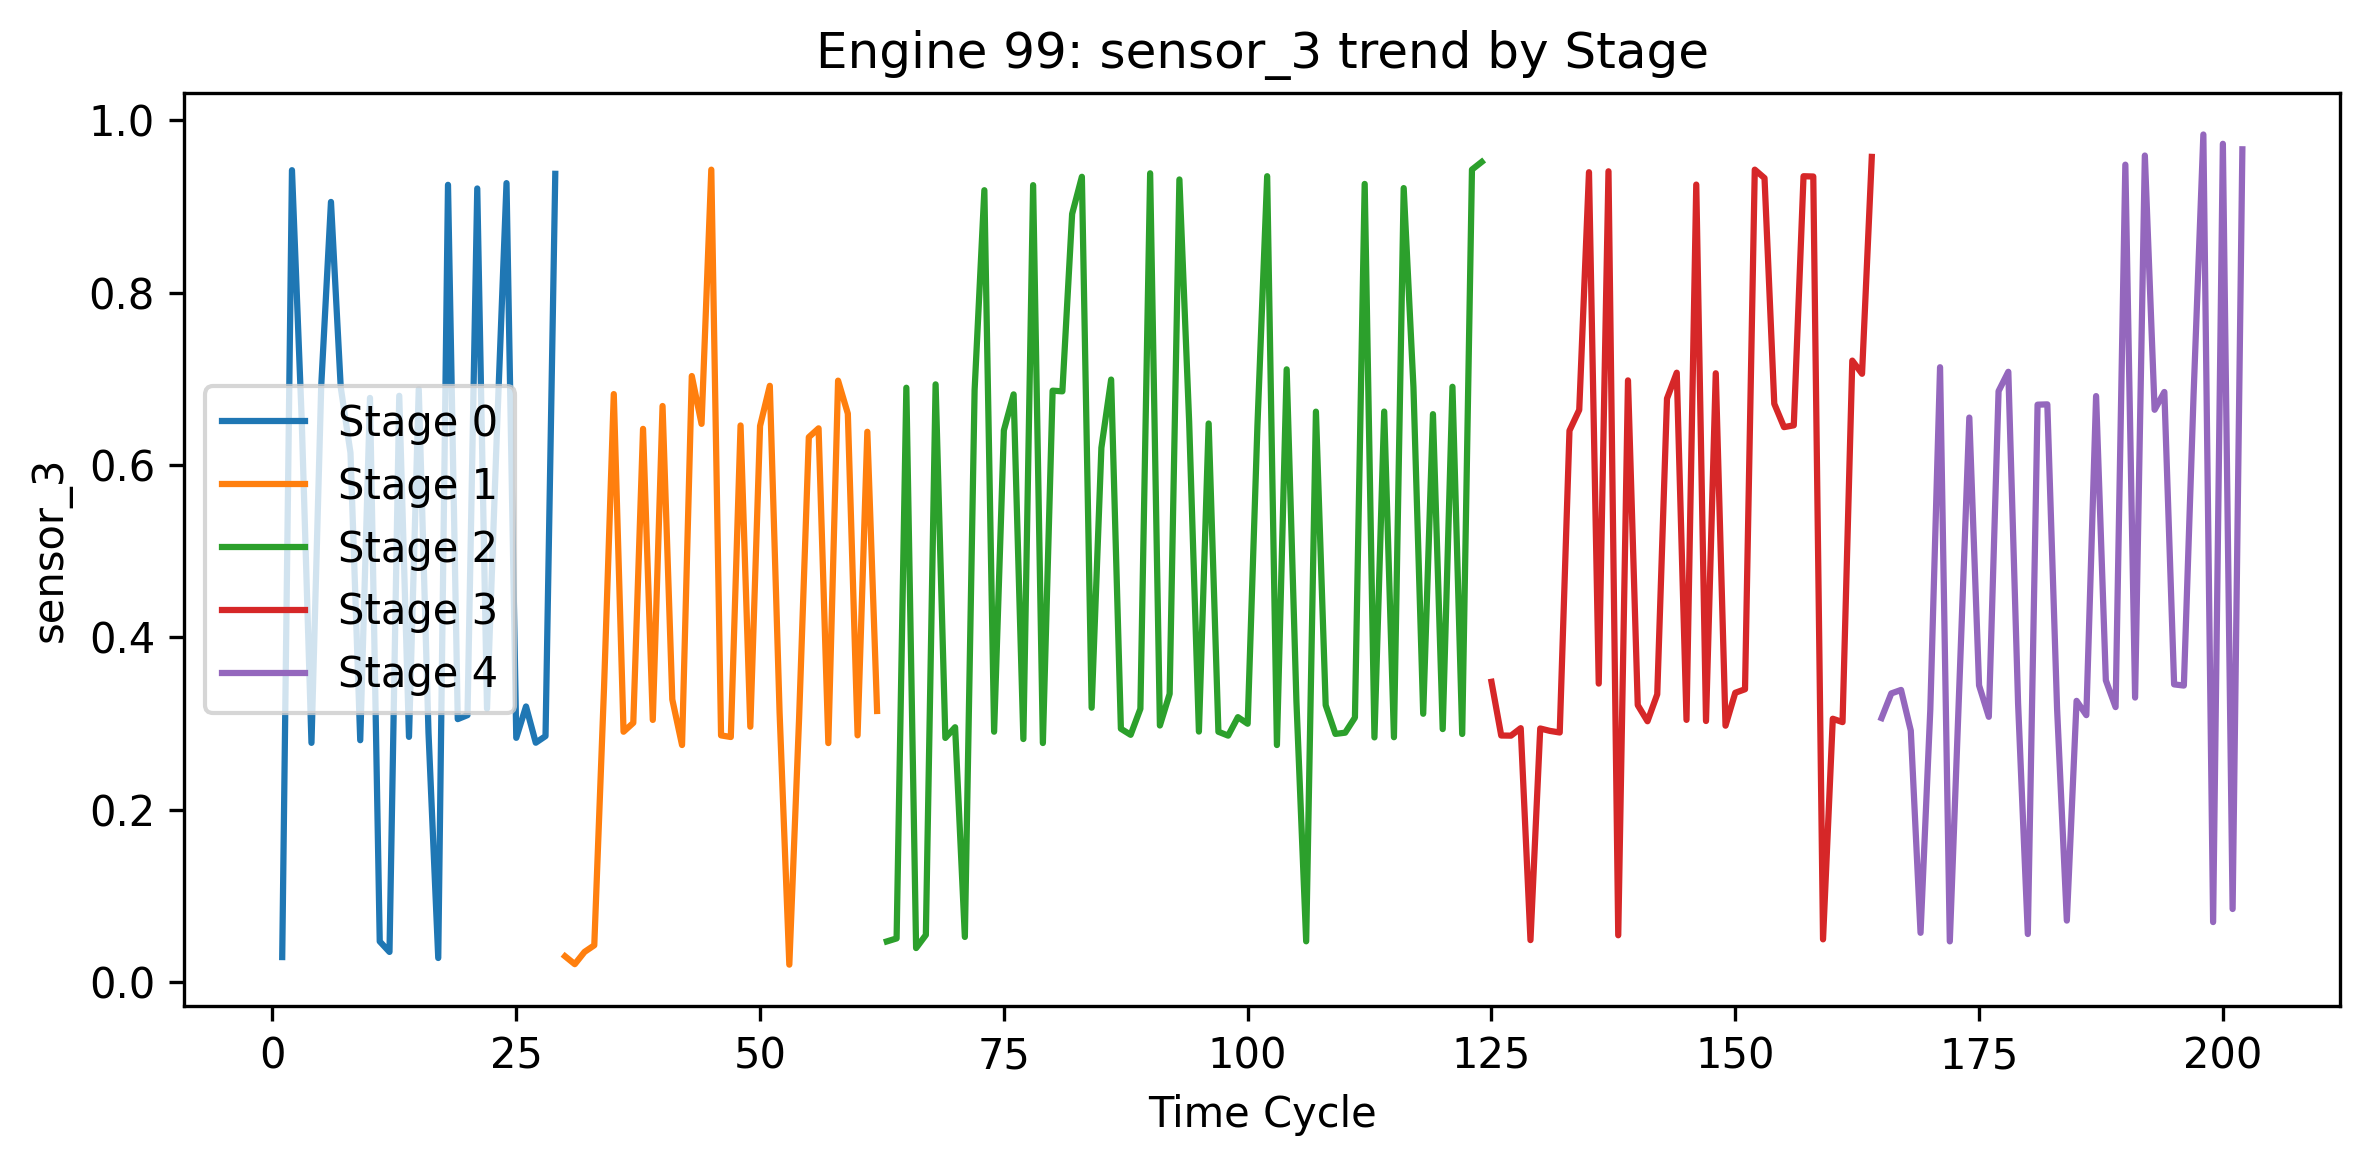 Engine 99: sensor_3 trend by Stage
1.0
0.8
0.6
0.4
0.2
0.0
sensor_3
Stage 0
Stage 1
Stage 2
Stage 3
Stage 4
0 25 50 75 100 125 150 175 200
Time Cycle